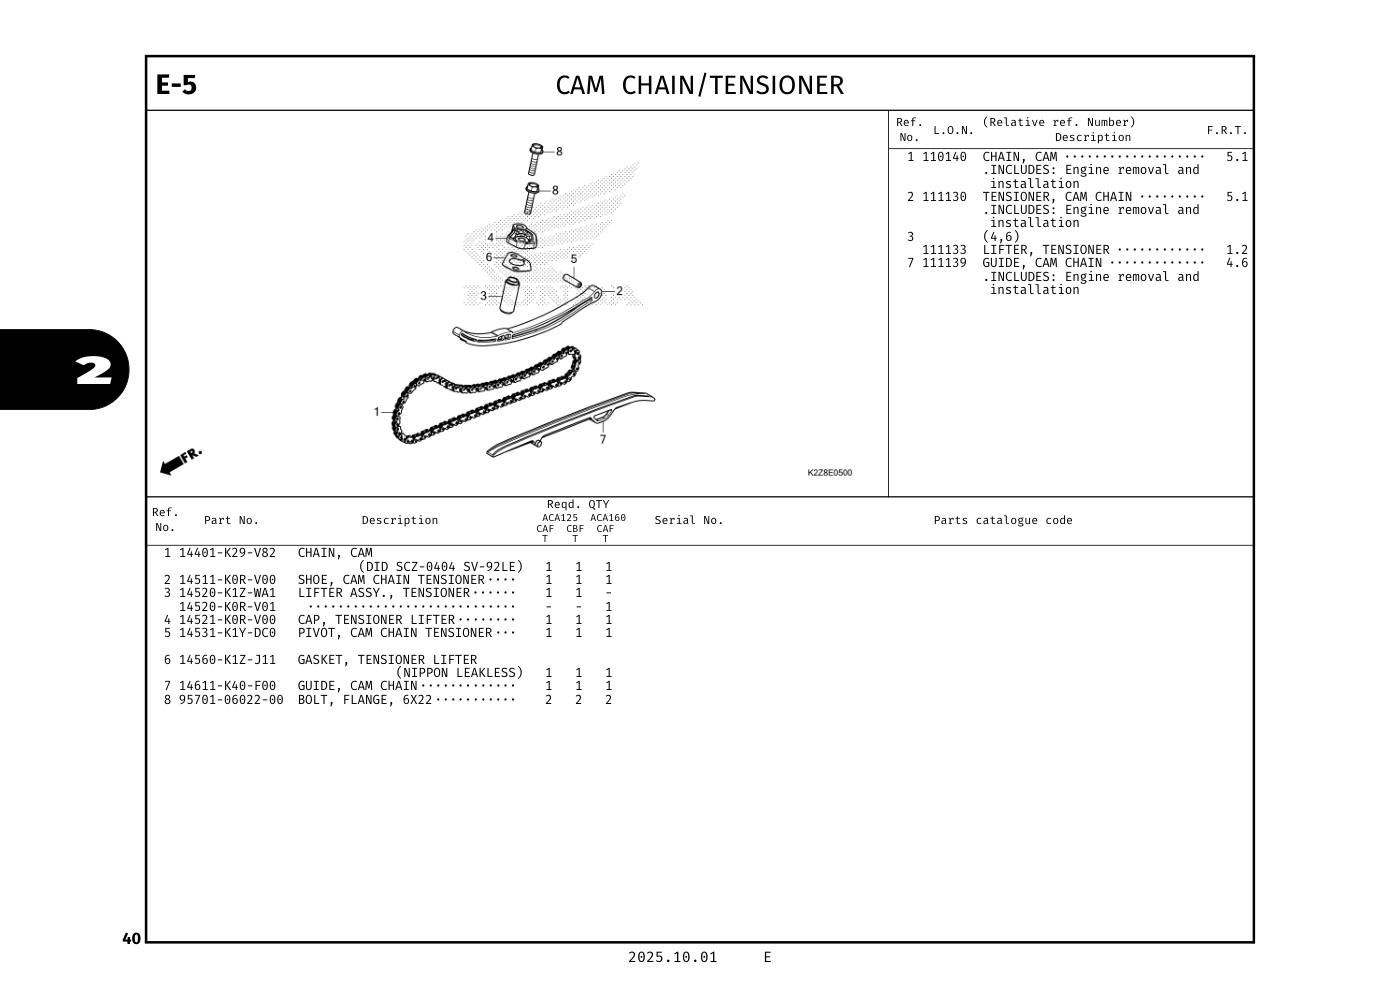 E-5
CAM CHAIN/TENSIONER
8
8
4
6
5
3
2
1
7
FR.
K2Z8E0500
Ref. No. L.O.N. (Relative ref. Number) Description F.R.T.
1 110140 CHAIN, CAM ··················· 5.1
.INCLUDES: Engine removal and
installation
2 111130 TENSIONER, CAM CHAIN ········· 5.1
.INCLUDES: Engine removal and
installation
3 (4,6)
111133 LIFTER, TENSIONER ············ 1.2
7 111139 GUIDE, CAM CHAIN ············· 4.6
.INCLUDES: Engine removal and
installation
2
Ref. No. Part No. Description Reqd. QTY Serial No. Parts catalogue code
ACA125 ACA160
CAF CBF CAF
T T T
1 14401-K29-V82 CHAIN, CAM
(DID SCZ-0404 SV-92LE) 1 1 1
2 14511-K0R-V00 SHOE, CAM CHAIN TENSIONER···· 1 1 1
3 14520-K1Z-WA1 LIFTER ASSY., TENSIONER······ 1 1 -
14520-K0R-V01 ···························· - - 1
4 14521-K0R-V00 CAP, TENSIONER LIFTER········ 1 1 1
5 14531-K1Y-DC0 PIVOT, CAM CHAIN TENSIONER··· 1 1 1
6 14560-K1Z-J11 GASKET, TENSIONER LIFTER
(NIPPON LEAKLESS) 1 1 1
7 14611-K40-F00 GUIDE, CAM CHAIN············· 1 1 1
8 95701-06022-00 BOLT, FLANGE, 6X22··········· 2 2 2
40
2025.10.01 E